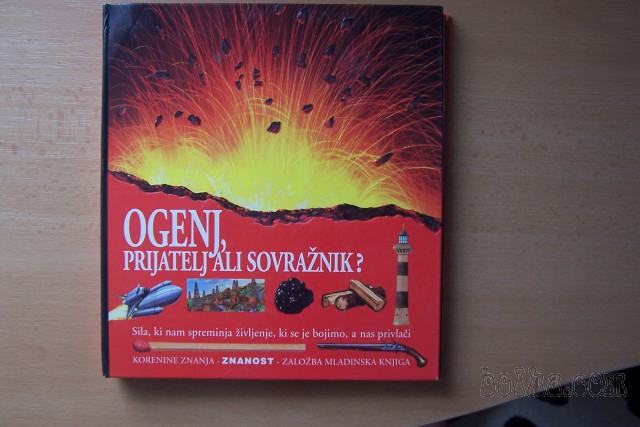 OGENJ,
PRIJATELJ ALI SOVRAŽNIK?
Sila, ki nam spreminja življenje, ki se je bojimo, a nas privlači
KORENINE ZNANJA - ZNANOST - ZALOŽBA MLADINSKA KNJIGA
bolha.com